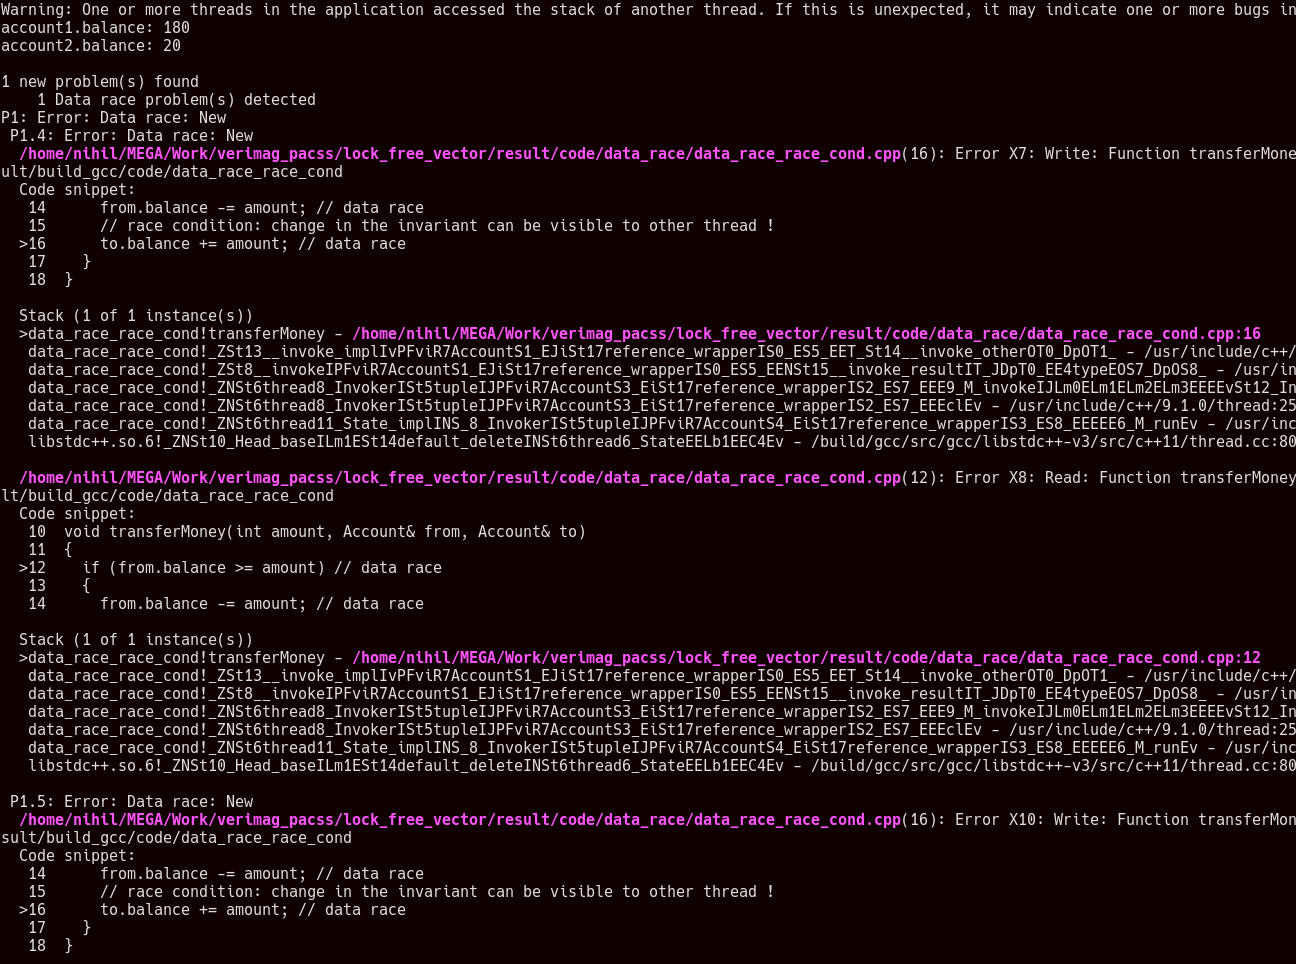 Warning: One or more threads in the application accessed the stack of another thread. If this is unexpected, it may indicate one or more bugs in
account1.balance: 180
account2.balance: 20
1 new problem(s) found
1 Data race problem(s) detected
P1: Error: Data race: New
P1.4: Error: Data race: New
/home/nihil/MEGA/Work/verimag_pacss/lock_free_vector/result/code/data_race/data_race_race_cond.cpp(16): Error X7: Write: Function transferMone
ult/build_gcc/code/data_race_race_cond
Code snippet:
14 from.balance -= amount; // data race
15 // race condition: change in the invariant can be visible to other thread !
>16 to.balance += amount; // data race
17 }
18 }
Stack (1 of 1 instance(s))
>data_race_race_cond!transferMoney - /home/nihil/MEGA/Work/verimag_pacss/lock_free_vector/result/code/data_race/data_race_race_cond.cpp:16
data_race_race_cond!_ZSt13__invoke_implIvPFviR7AccountS1_EJiSt17reference_wrapperIS0_ES5_EET_St14__invoke_otherOT0_DpOT1_ - /usr/include/c++/
data_race_race_cond!_ZSt8__invokeIPFviR7AccountS1_EJiSt17reference_wrapperIS0_ES5_EENSt15__invoke_resultIT_JDpT0_EE4typeEOS7_DpOS8_ - /usr/in
data_race_race_cond!_ZNSt6thread8_InvokerISt5tupleIJPFviR7AccountS3_EiSt17reference_wrapperIS2_ES7_EEE9_M_invokeIJLm0ELm1ELm2ELm3EEEEvSt12_In
data_race_race_cond!_ZNSt6thread8_InvokerISt5tupleIJPFviR7AccountS3_EiSt17reference_wrapperIS2_ES7_EEEclEv - /usr/include/c++/9.1.0/thread:25
data_race_race_cond!_ZNSt6thread11_State_implINS_8_InvokerISt5tupleIJPFviR7AccountS4_EiSt17reference_wrapperIS3_ES8_EEEEE6_M_runEv - /usr/inc
libstdc++.so.6!_ZNSt10_Head_baseILm1ESt14default_deleteINSt6thread6_StateEELb1EEC4Ev - /build/gcc/src/gcc/libstdc++-v3/src/c++11/thread.cc:80
/home/nihil/MEGA/Work/verimag_pacss/lock_free_vector/result/code/data_race/data_race_race_cond.cpp(12): Error X8: Read: Function transferMoney
lt/build_gcc/code/data_race_race_cond
Code snippet:
10 void transferMoney(int amount, Account& from, Account& to)
11 {
>12 if (from.balance >= amount) // data race
13 {
14 from.balance -= amount; // data race
Stack (1 of 1 instance(s))
>data_race_race_cond!transferMoney - /home/nihil/MEGA/Work/verimag_pacss/lock_free_vector/result/code/data_race/data_race_race_cond.cpp:12
data_race_race_cond!_ZSt13__invoke_implIvPFviR7AccountS1_EJiSt17reference_wrapperIS0_ES5_EET_St14__invoke_otherOT0_DpOT1_ - /usr/include/c++/
data_race_race_cond!_ZSt8__invokeIPFviR7AccountS1_EJiSt17reference_wrapperIS0_ES5_EENSt15__invoke_resultIT_JDpT0_EE4typeEOS7_DpOS8_ - /usr/in
data_race_race_cond!_ZNSt6thread8_InvokerISt5tupleIJPFviR7AccountS3_EiSt17reference_wrapperIS2_ES7_EEE9_M_invokeIJLm0ELm1ELm2ELm3EEEEvSt12_In
data_race_race_cond!_ZNSt6thread8_InvokerISt5tupleIJPFviR7AccountS3_EiSt17reference_wrapperIS2_ES7_EEEclEv - /usr/include/c++/9.1.0/thread:25
data_race_race_cond!_ZNSt6thread11_State_implINS_8_InvokerISt5tupleIJPFviR7AccountS4_EiSt17reference_wrapperIS3_ES8_EEEEE6_M_runEv - /usr/inc
libstdc++.so.6!_ZNSt10_Head_baseILm1ESt14default_deleteINSt6thread6_StateEELb1EEC4Ev - /build/gcc/src/gcc/libstdc++-v3/src/c++11/thread.cc:80
P1.5: Error: Data race: New
/home/nihil/MEGA/Work/verimag_pacss/lock_free_vector/result/code/data_race/data_race_race_cond.cpp(16): Error X10: Write: Function transferMon
sult/build_gcc/code/data_race_race_cond
Code snippet:
14 from.balance -= amount; // data race
15 // race condition: change in the invariant can be visible to other thread !
>16 to.balance += amount; // data race
17 }
18 }